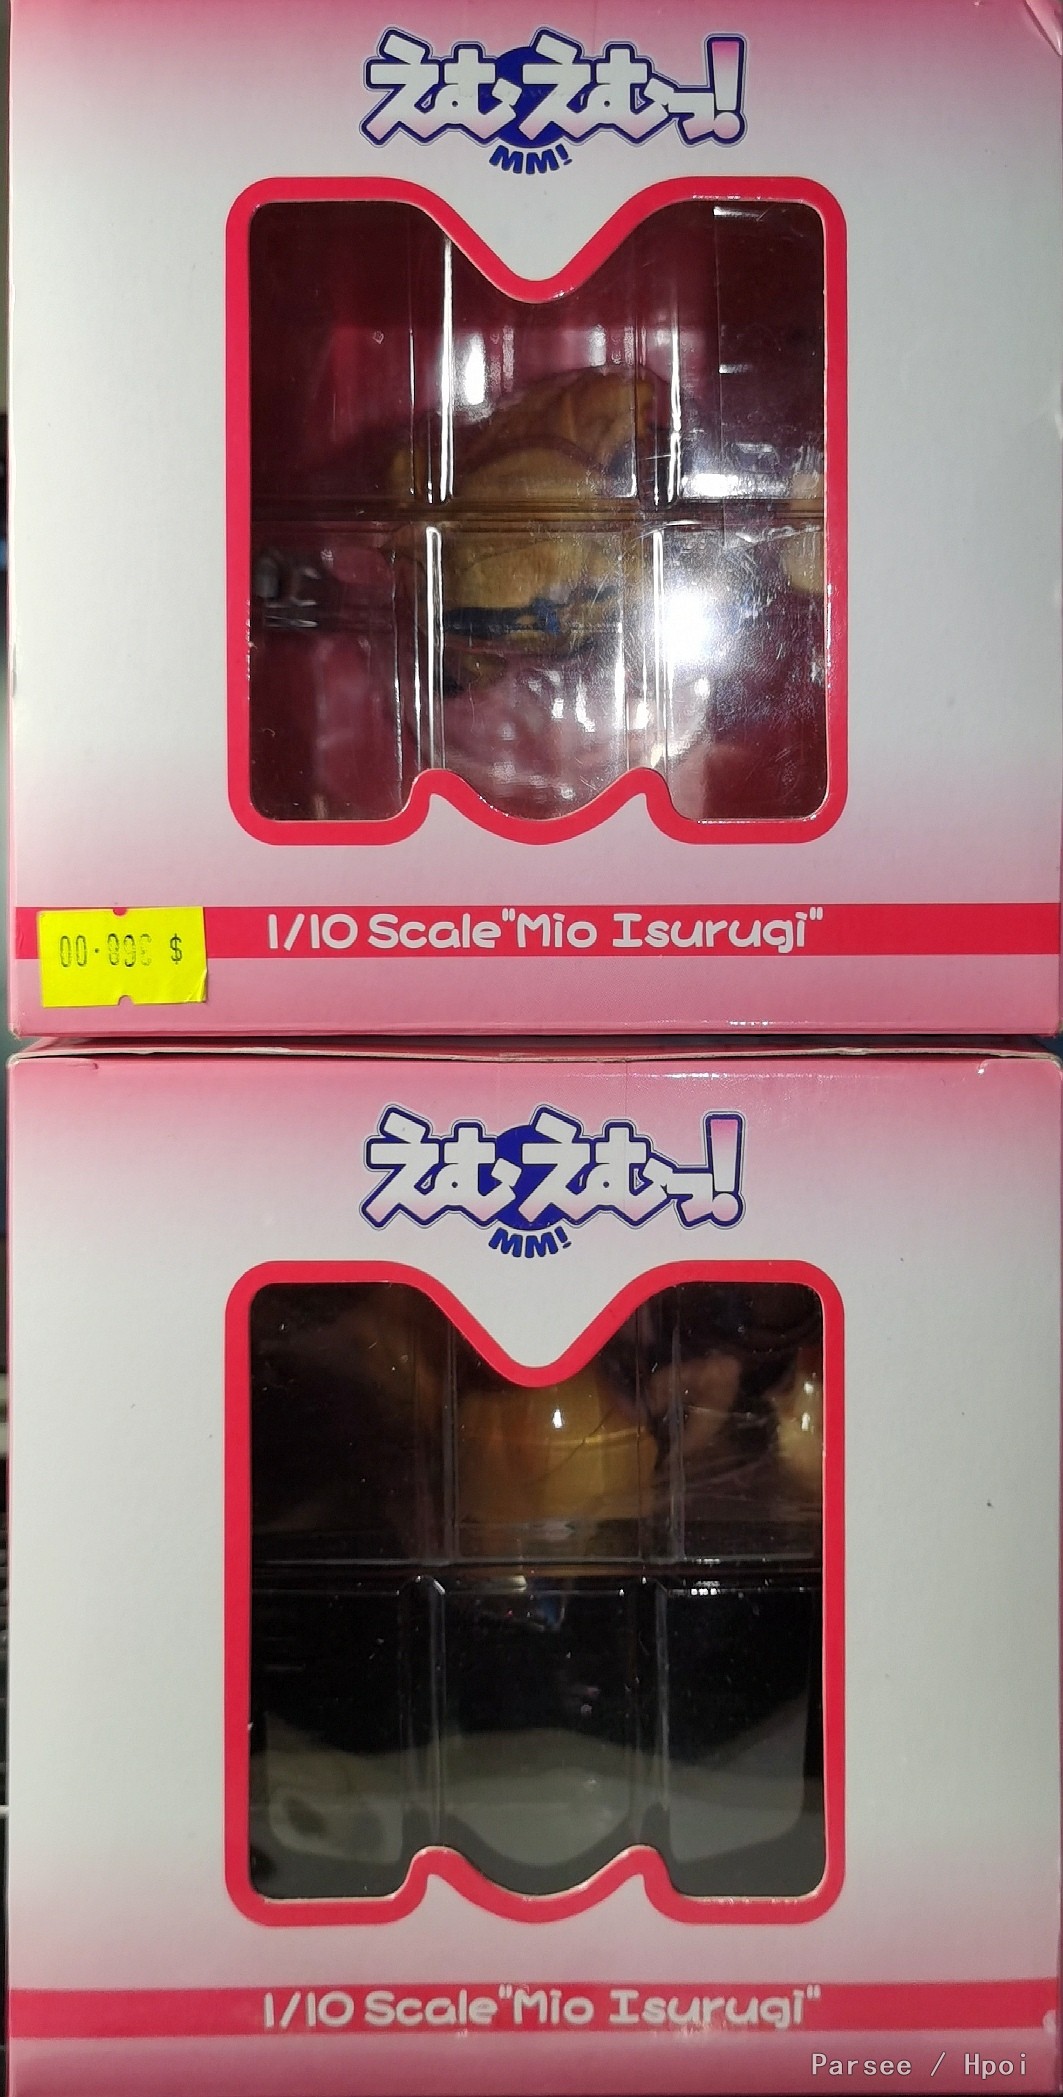 えむえむっ!
MM!
1/10 Scale"Mio Isurugi"
$ 368.00
えむえむっ!
MM!
1/10 Scale"Mio Isurugi"
Parsee / Hpoi